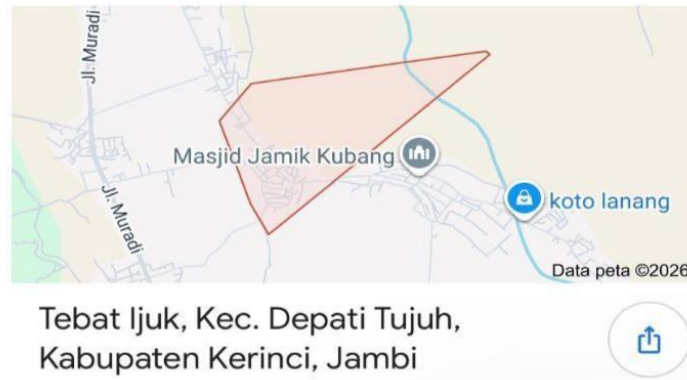 Jl. Muradi
Masjid Jamik Kubang
Jl. Muradi
koto lanang
Data peta ©2026
Tebat Ijuk, Kec. Depati Tujuh,
Kabupaten Kerinci, Jambi